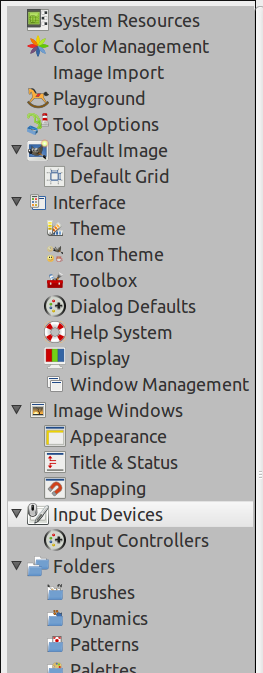 System Resources
Color Management
Image Import
Playground
Tool Options
Default Image
Default Grid
Interface
Theme
Icon Theme
Toolbox
Dialog Defaults
Help System
Display
Window Management
Image Windows
Appearance
Title & Status
Snapping
Input Devices
Input Controllers
Folders
Brushes
Dynamics
Patterns
Palettes